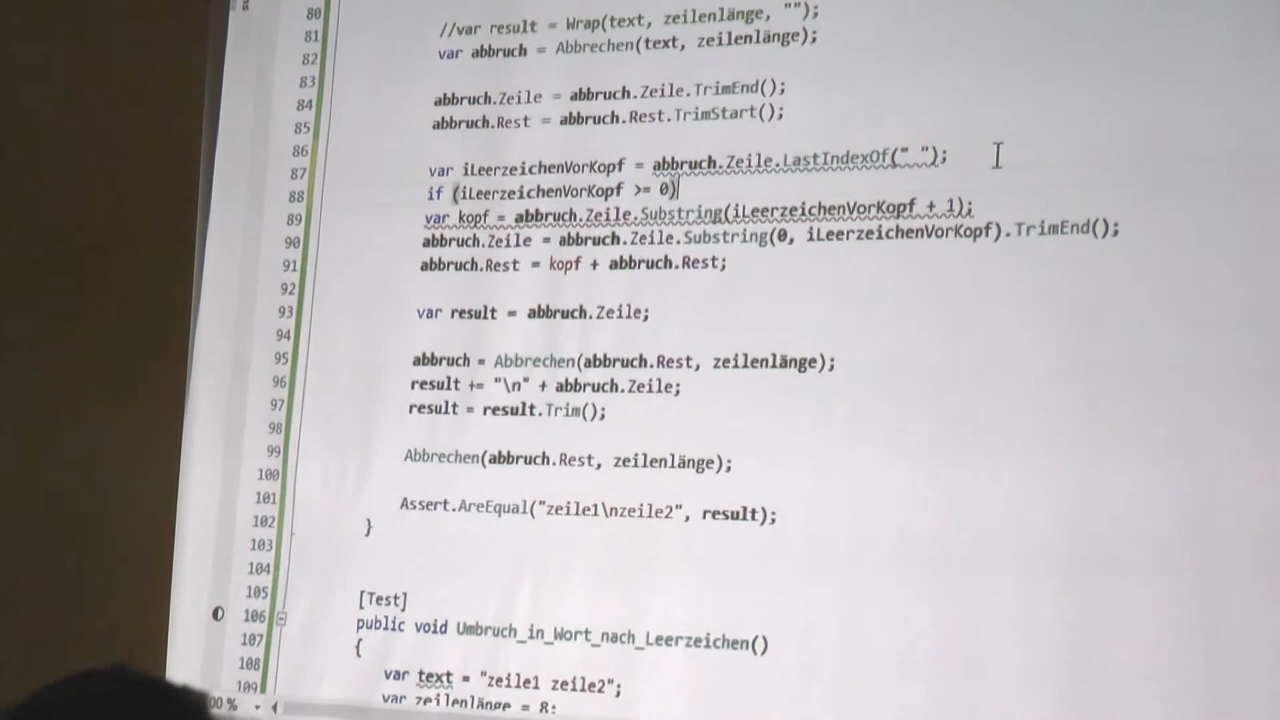 80
81 //var result = Wrap(text, zeilenlänge, "");
82 var abbruch = Abbrechen(text, zeilenlänge);
83
84 abbruch.Zeile = abbruch.Zeile.TrimEnd();
85 abbruch.Rest = abbruch.Rest.TrimStart();
86
87 var iLeerzeichenVorKopf = abbruch.Zeile.LastIndexOf(" ");
88 if (iLeerzeichenVorKopf >= 0)
89 var kopf = abbruch.Zeile.Substring(iLeerzeichenVorKopf + 1);
90 abbruch.Zeile = abbruch.Zeile.Substring(0, iLeerzeichenVorKopf).TrimEnd();
91 abbruch.Rest = kopf + abbruch.Rest;
92
93 var result = abbruch.Zeile;
94
95 abbruch = Abbrechen(abbruch.Rest, zeilenlänge);
96 result += "\n" + abbruch.Zeile;
97 result = result.Trim();
98
99 Abbrechen(abbruch.Rest, zeilenlänge);
100
101 Assert.AreEqual("zeile1\nzeile2", result);
102 }
103
104
105 [Test]
106 public void Umbruch_in_Wort_nach_Leerzeichen()
107 {
108 var text = "zeile1 zeile2";
109 var zeilenlänge = 8;
00 %